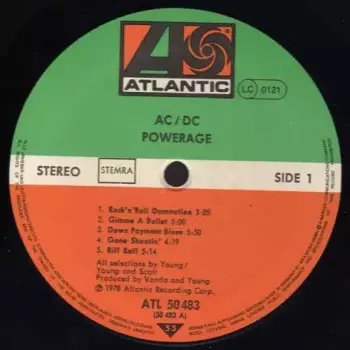 ATLANTIC
LC 0121
AC/DC
POWERAGE
STEREO STEMRA SIDE 1
1. Rock'n'Roll Damnation 3:05
2. Gimme A Bullet 3:00
3. Down Payment Blues 5:50
4. Gone Shootin' 4:19
5. Riff Raff 5:14
All selections by Young/
Young and Scott
Produced by Vanda and Young
℗ 1978 Atlantic Recording Corp.
ATL 50 483
(50 483 A)
33